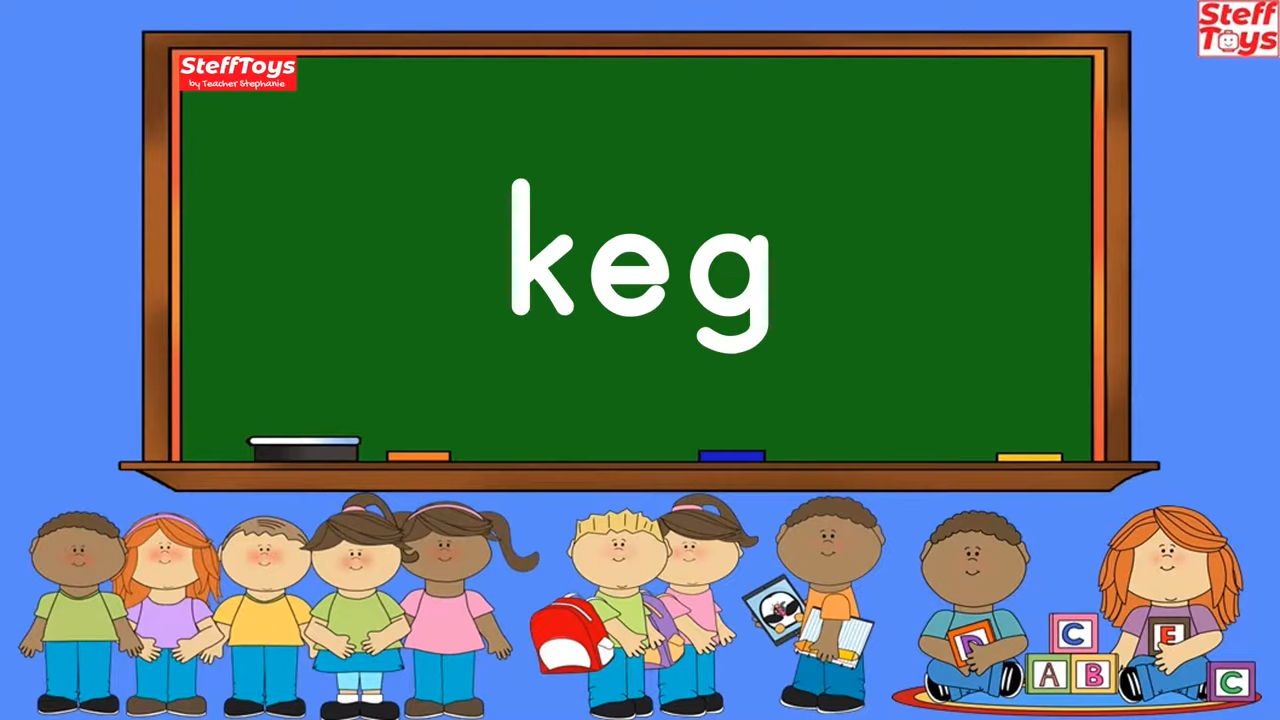 Steff
Toys
SteffToys
by Teacher Stephanie
keg
C
D
E
A B
C